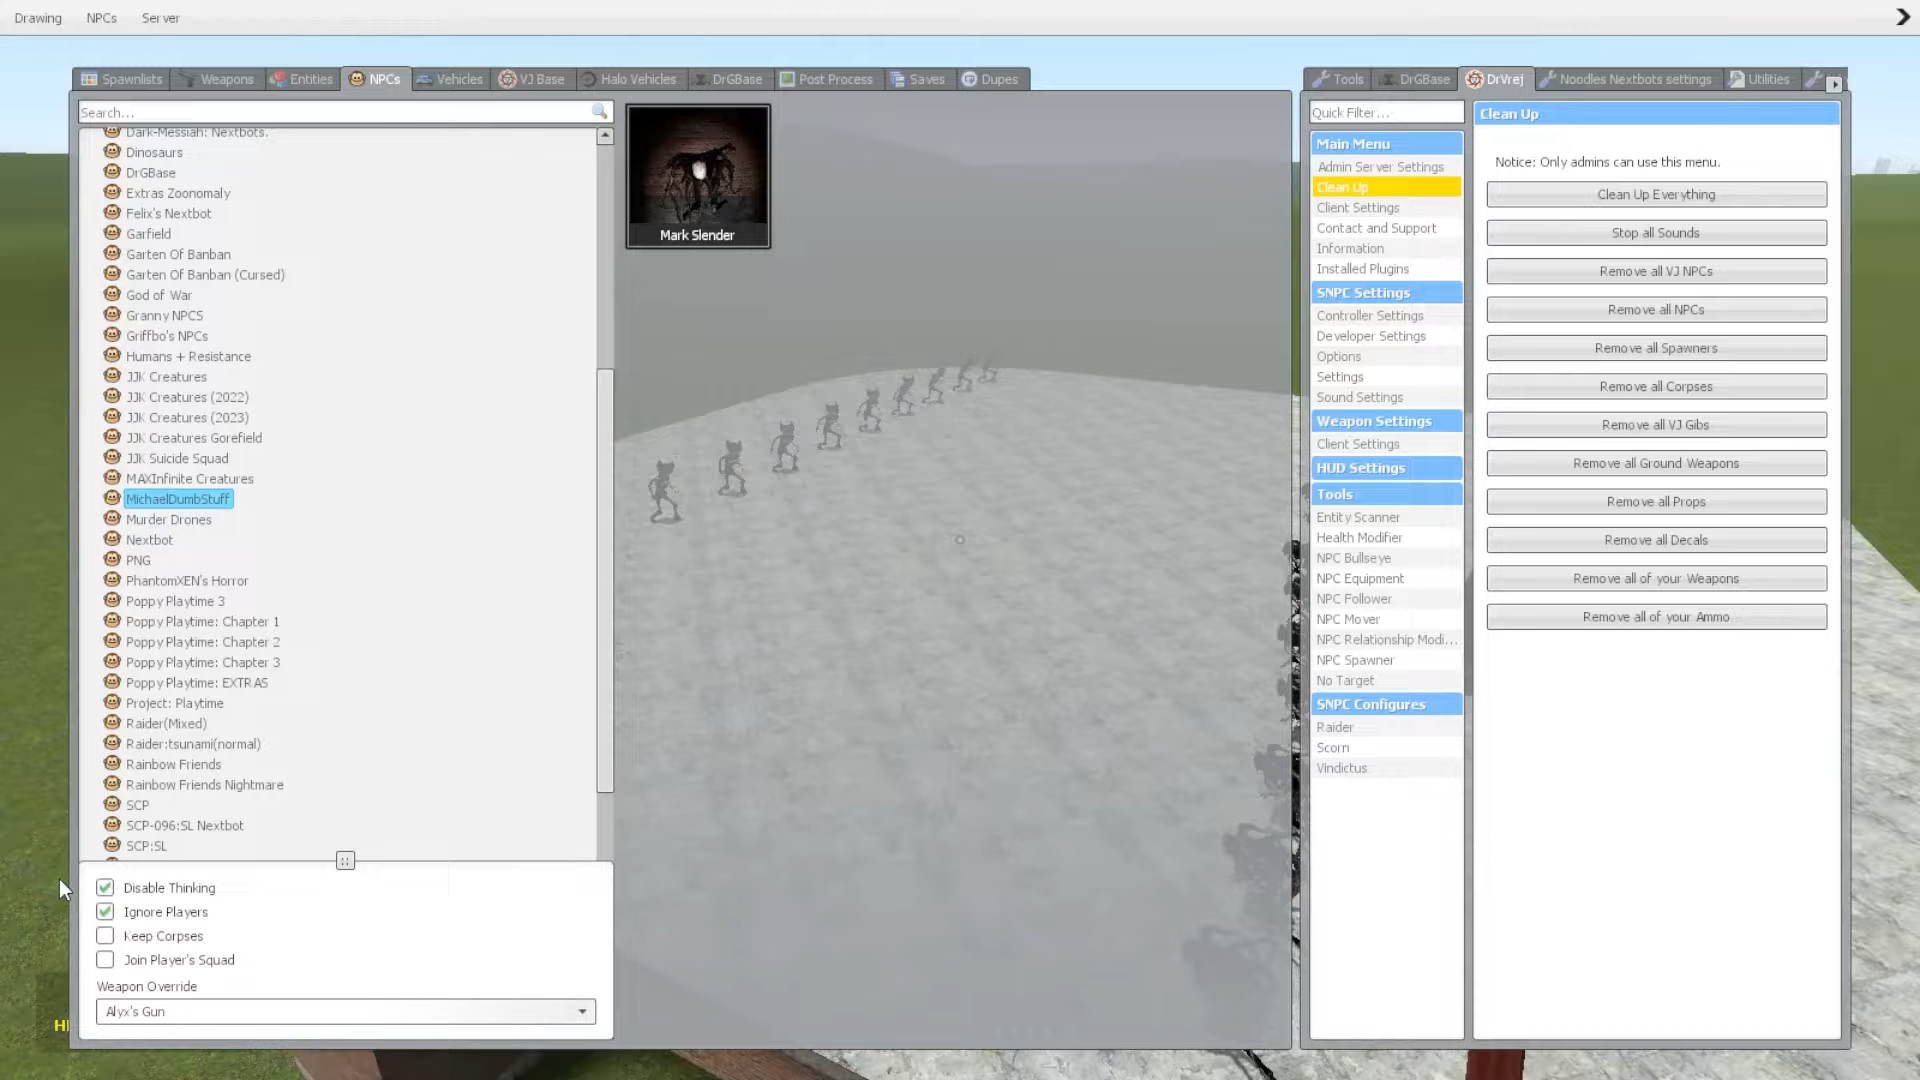 Drawing NPCs Server
Spawnlists Weapons Entities NPCs Vehicles VJ Base Halo Vehicles DrGBase Post Process Saves Dupes
Search...
Dark-Messiah: Nextbots.
Dinosaurs
DrGBase
Extras Zoonomaly
Felix's Nextbot
Garfield
Garten Of Banban
Garten Of Banban (Cursed)
God of War
Granny NPCS
Griffbo's NPCs
Humans + Resistance
JJK Creatures
JJK Creatures (2022)
JJK Creatures (2023)
JJK Creatures Gorefield
JJK Suicide Squad
MAXInfinite Creatures
MichaelDumbStuff
Murder Drones
Nextbot
PNG
PhantomXEN's Horror
Poppy Playtime 3
Poppy Playtime: Chapter 1
Poppy Playtime: Chapter 2
Poppy Playtime: Chapter 3
Poppy Playtime: EXTRAS
Project: Playtime
Raider(Mixed)
Raider:tsunami(normal)
Rainbow Friends
Rainbow Friends Nightmare
SCP
SCP-096:SL Nextbot
SCP:SL
Disable Thinking
Ignore Players
Keep Corpses
Join Player's Squad
Weapon Override
Alyx's Gun
Mark Slender
Tools DrGBase DrVrej Noodles Nextbots settings Utilities
Quick Filter...
Main Menu
Admin Server Settings
Clean Up
Client Settings
Contact and Support
Information
Installed Plugins
SNPC Settings
Controller Settings
Developer Settings
Options
Settings
Sound Settings
Weapon Settings
Client Settings
HUD Settings
Tools
Entity Scanner
Health Modifier
NPC Bullseye
NPC Equipment
NPC Follower
NPC Mover
NPC Relationship Modi...
NPC Spawner
No Target
SNPC Configures
Raider
Scorn
Vindictus
Clean Up
Notice: Only admins can use this menu.
Clean Up Everything
Stop all Sounds
Remove all VJ NPCs
Remove all NPCs
Remove all Spawners
Remove all Corpses
Remove all VJ Gibs
Remove all Ground Weapons
Remove all Props
Remove all Decals
Remove all of your Weapons
Remove all of your Ammo